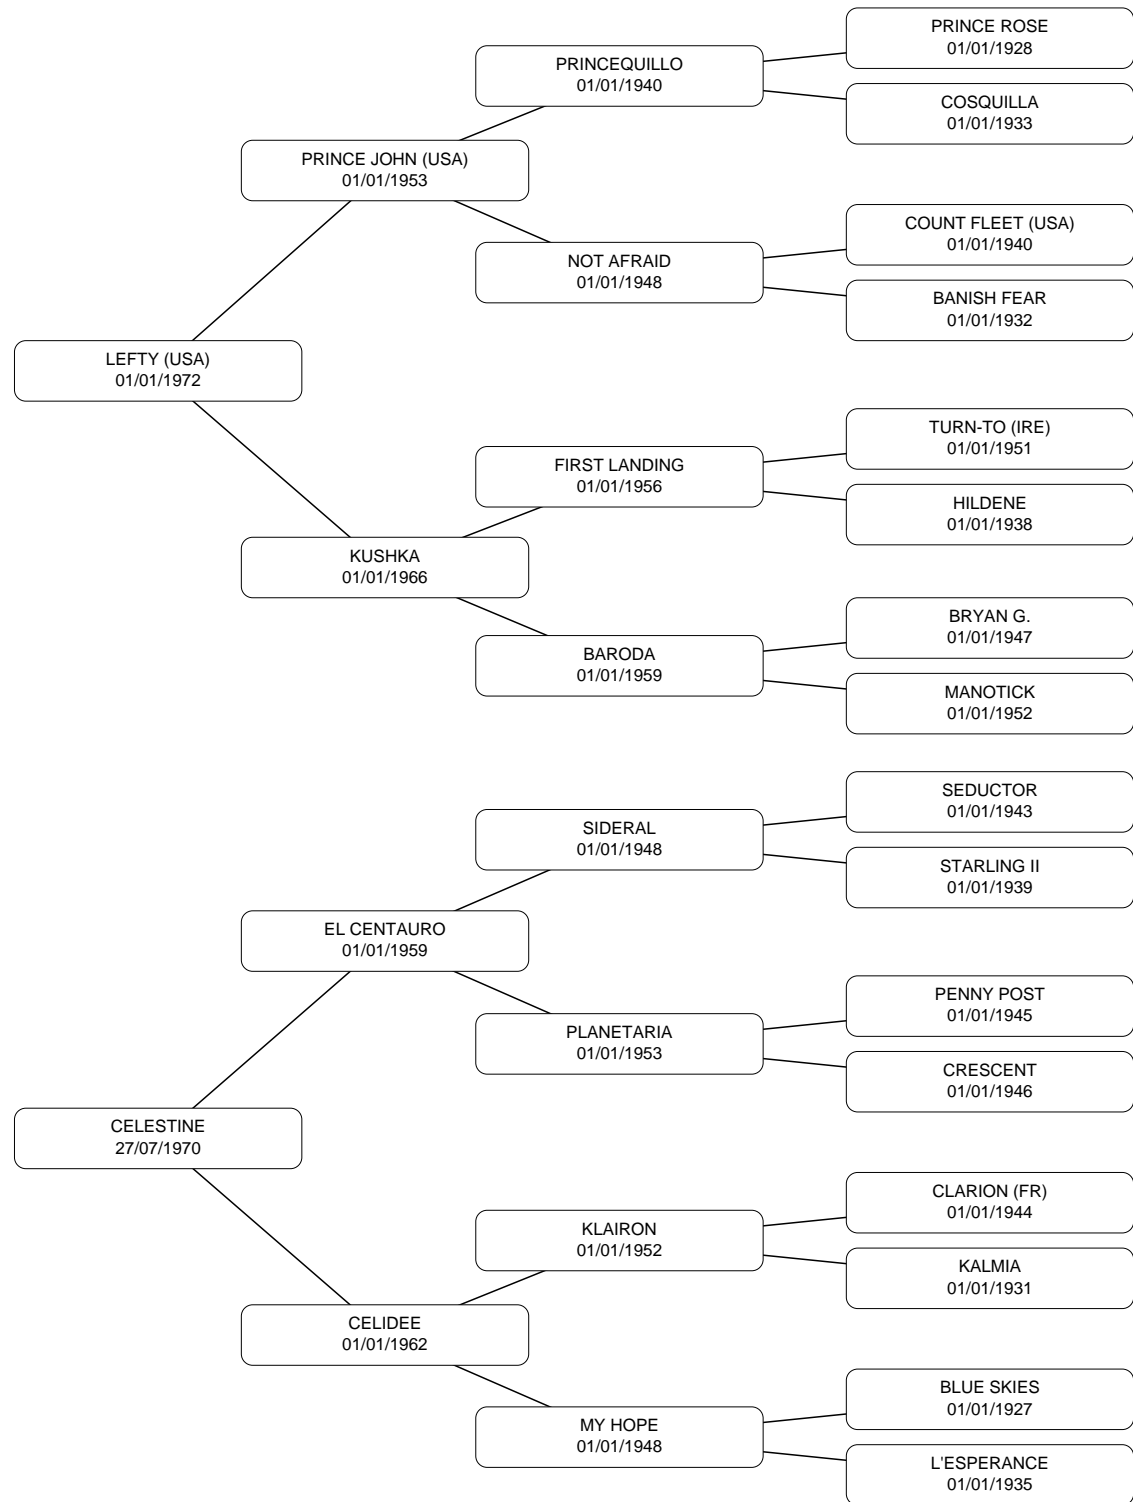 PRINCE ROSE
01/01/1928
PRINCEQUILLO
01/01/1940
COSQUILLA
01/01/1933
PRINCE JOHN (USA)
01/01/1953
COUNT FLEET (USA)
01/01/1940
NOT AFRAID
01/01/1948
BANISH FEAR
01/01/1932
LEFTY (USA)
01/01/1972
TURN-TO (IRE)
01/01/1951
FIRST LANDING
01/01/1956
HILDENE
01/01/1938
KUSHKA
01/01/1966
BRYAN G.
01/01/1947
BARODA
01/01/1959
MANOTICK
01/01/1952
SEDUCTOR
01/01/1943
SIDERAL
01/01/1948
STARLING II
01/01/1939
EL CENTAURO
01/01/1959
PENNY POST
01/01/1945
PLANETARIA
01/01/1953
CRESCENT
01/01/1946
CELESTINE
27/07/1970
CLARION (FR)
01/01/1944
KLAIRON
01/01/1952
KALMIA
01/01/1931
CELIDEE
01/01/1962
BLUE SKIES
01/01/1927
MY HOPE
01/01/1948
L'ESPERANCE
01/01/1935